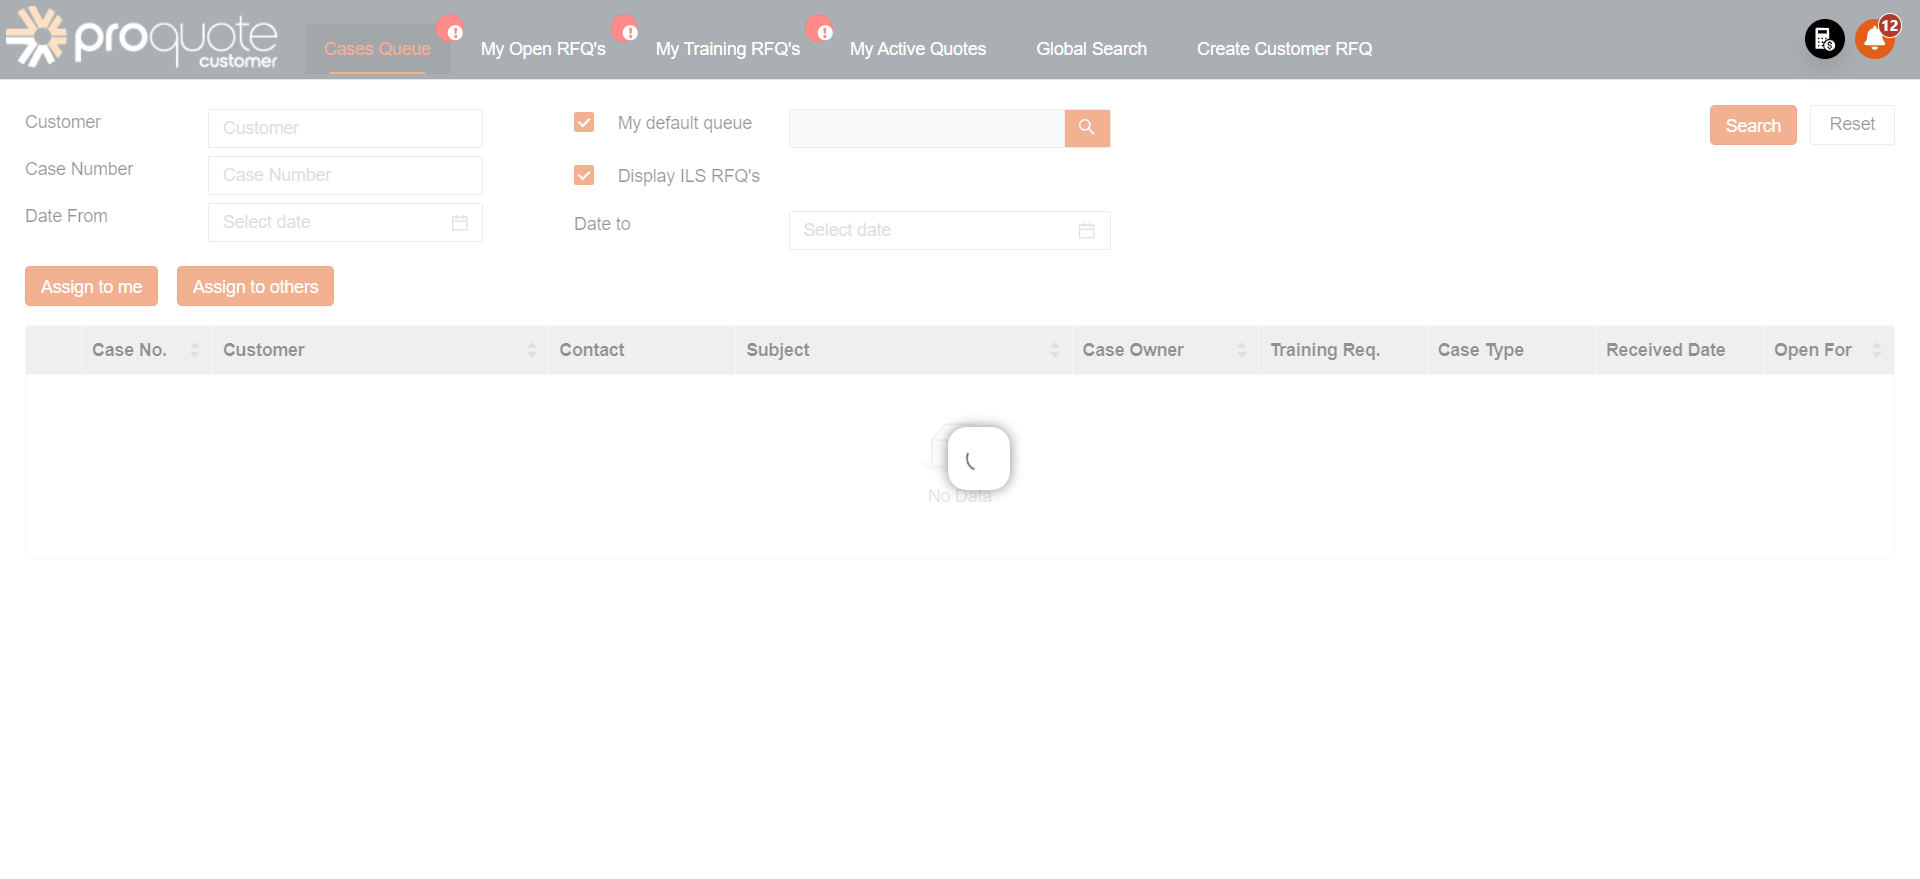 proquote
customer
Cases Queue
My Open RFQ's
My Training RFQ's
My Active Quotes
Global Search
Create Customer RFQ
12
Customer
Customer
My default queue
Search
Reset
Case Number
Case Number
Display ILS RFQ's
Date From
Select date
Date to
Select date
Assign to me
Assign to others
Case No.
Customer
Contact
Subject
Case Owner
Training Req.
Case Type
Received Date
Open For
No Data